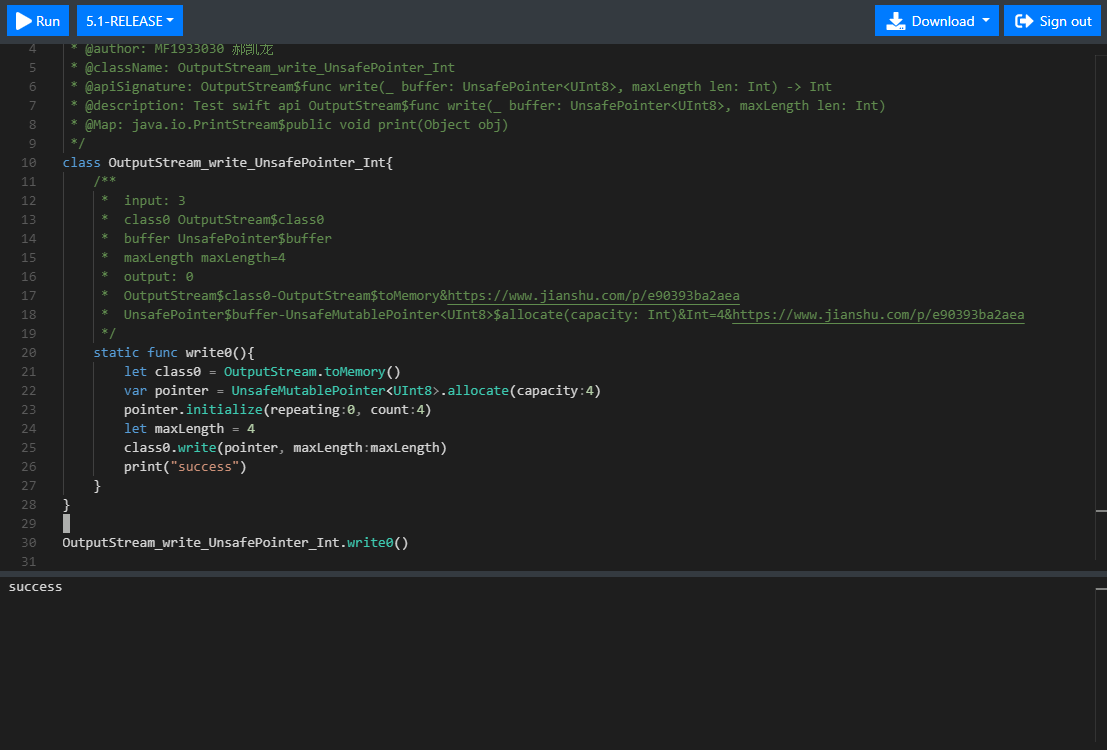 Run 5.1-RELEASE Download Sign out
4 * @author: MF1933030 郝凯龙
5 * @className: OutputStream_write_UnsafePointer_Int
6 * @apiSignature: OutputStream$func write(_ buffer: UnsafePointer<UInt8>, maxLength len: Int) -> Int
7 * @description: Test swift api OutputStream$func write(_ buffer: UnsafePointer<UInt8>, maxLength len: Int)
8 * @Map: java.io.PrintStream$public void print(Object obj)
9 */
10 class OutputStream_write_UnsafePointer_Int{
11 /**
12 * input: 3
13 * class0 OutputStream$class0
14 * buffer UnsafePointer$buffer
15 * maxLength maxLength=4
16 * output: 0
17 * OutputStream$class0-OutputStream$toMemory&https://www.jianshu.com/p/e90393ba2aea
18 * UnsafePointer$buffer-UnsafeMutablePointer<UInt8>$allocate(capacity: Int)&Int=4&https://www.jianshu.com/p/e90393ba2aea
19 */
20 static func write0(){
21 let class0 = OutputStream.toMemory()
22 var pointer = UnsafeMutablePointer<UInt8>.allocate(capacity:4)
23 pointer.initialize(repeating:0, count:4)
24 let maxLength = 4
25 class0.write(pointer, maxLength:maxLength)
26 print("success")
27 }
28 }
29
30 OutputStream_write_UnsafePointer_Int.write0()
31
success